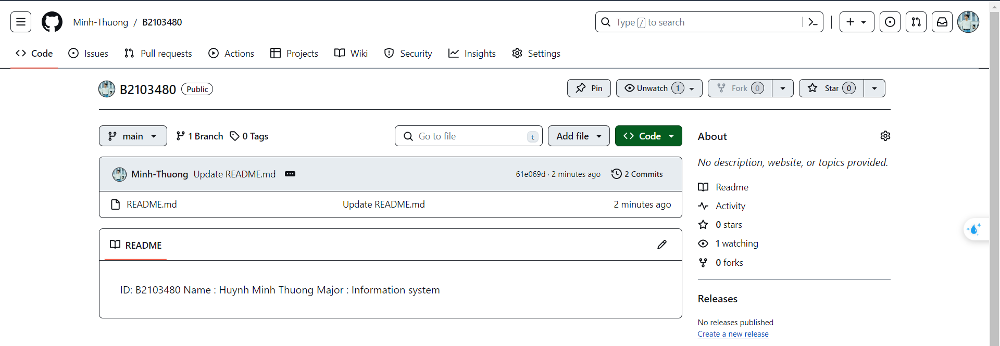 Minh-Thuong / B2103480
Type / to search
Code Issues Pull requests Actions Projects Wiki Security Insights Settings
B2103480 Public
Pin Unwatch 1 Fork 0 Star 0
main 1 Branch 0 Tags
Go to file t Add file Code
Minh-Thuong Update README.md 61e069d · 2 minutes ago 2 Commits
README.md Update README.md 2 minutes ago
README
ID: B2103480 Name : Huynh Minh Thuong Major : Information system
About
No description, website, or topics provided.
Readme
Activity
0 stars
1 watching
0 forks
Releases
No releases published
Create a new release